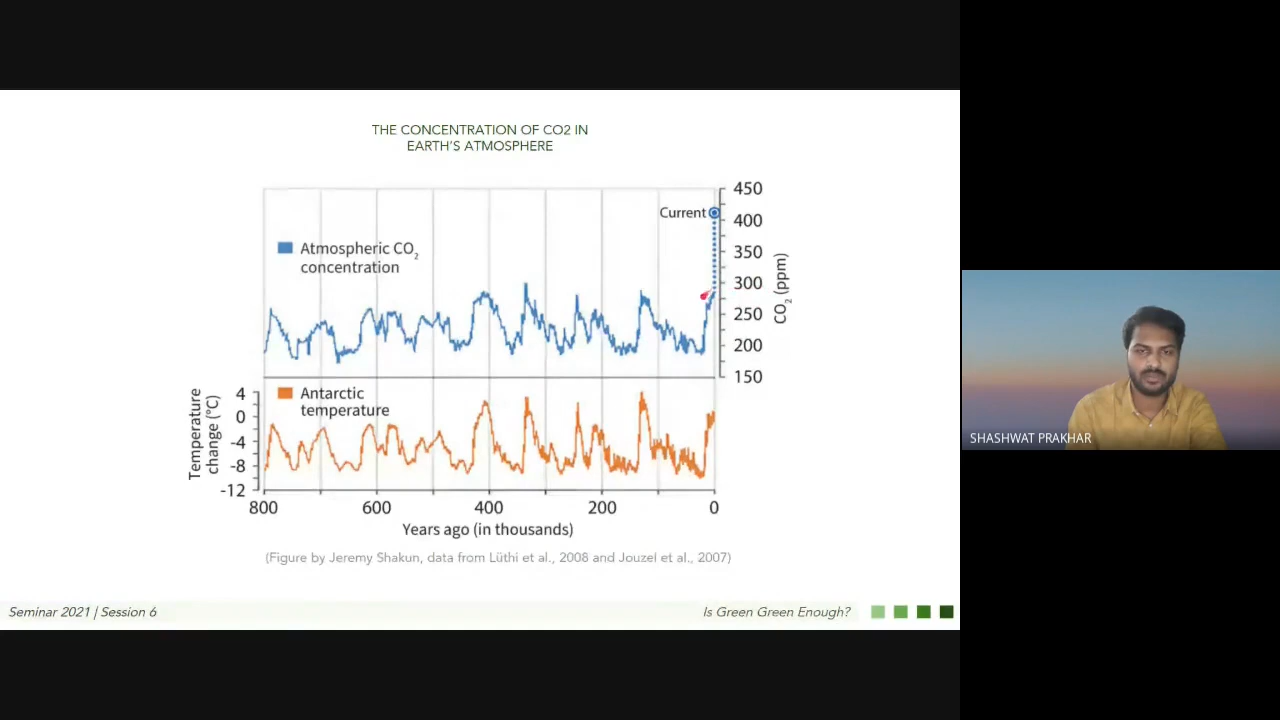 THE CONCENTRATION OF CO2 IN
EARTH'S ATMOSPHERE
450
Current
400
Atmospheric CO₂
concentration
350
300
250
200
150
CO₂ (ppm)
Antarctic
temperature
Temperature
change (°C)
4
0
-4
-8
-12
800
600
400
200
0
Years ago (in thousands)
(Figure by Jeremy Shakun, data from Lüthi et al., 2008 and Jouzel et al., 2007)
Seminar 2021 | Session 6
Is Green Green Enough?
SHASHWAT PRAKHAR